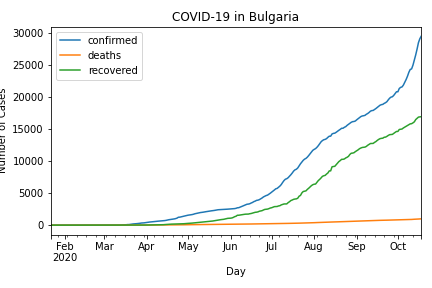 COVID-19 in Bulgaria
30000
25000
20000
15000
10000
5000
0
Number of Cases
confirmed
deaths
recovered
Feb Mar Apr May Jun Jul Aug Sep Oct
2020
Day